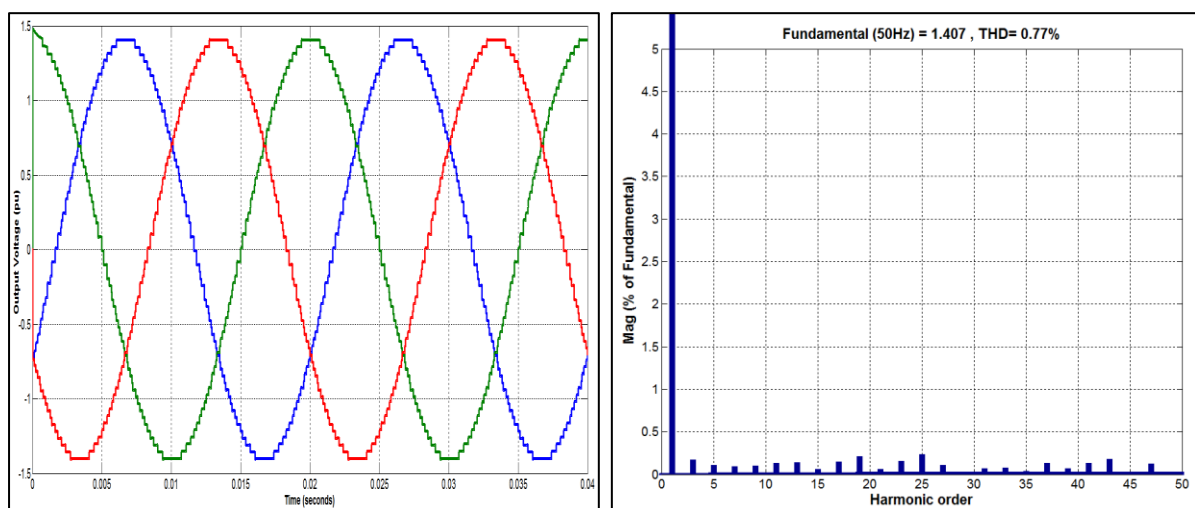 1.5
1
0.5
0
-0.5
-1
-1.5
Output Voltage (pu)
0 0.005 0.01 0.015 0.02 0.025 0.03 0.035 0.04
Time (seconds)
Fundamental (50Hz) = 1.407 , THD= 0.77%
5
4.5
4
3.5
3
2.5
2
1.5
1
0.5
0
Mag (% of Fundamental)
0 5 10 15 20 25 30 35 40 45 50
Harmonic order